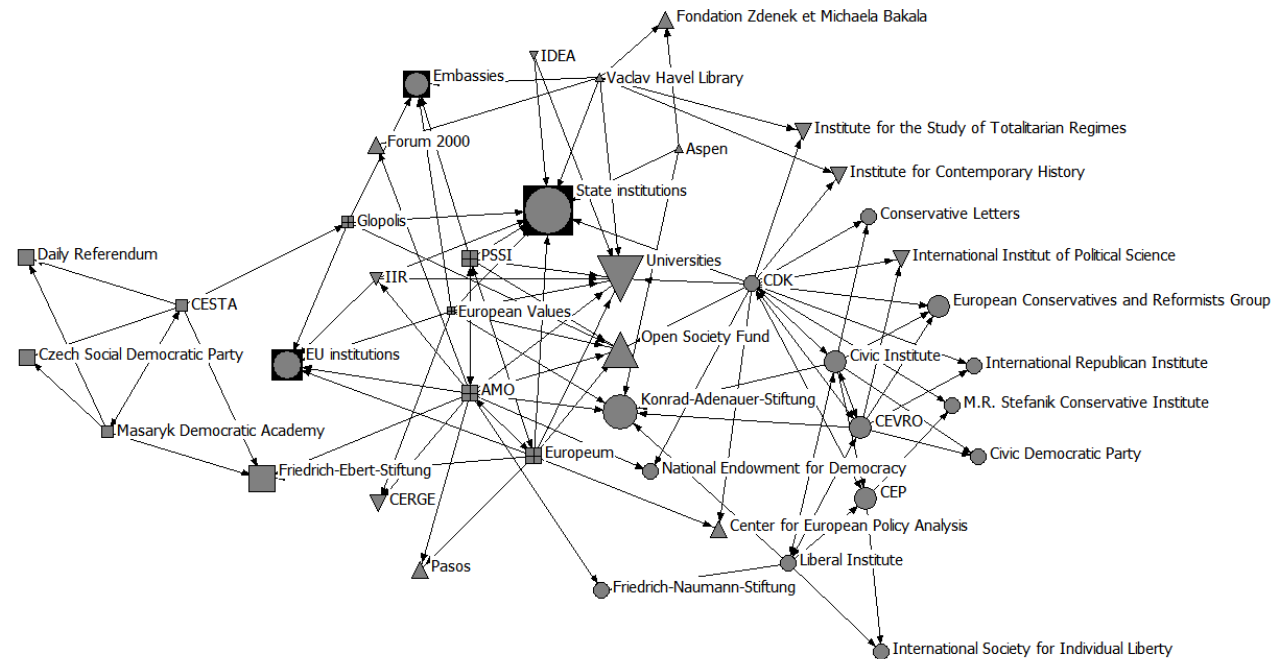 Fondation Zdenek et Michaela Bakala
IDEA
Embassies
Vaclav Havel Library
Institute for the Study of Totalitarian Regimes
Forum 2000
Aspen
Institute for Contemporary History
State institutions
Conservative Letters
Glopolis
Daily Referendum
PSSI
Universities
International Institut of Political Science
IIR
CDK
CESTA
European Values
European Conservatives and Reformists Group
Open Society Fund
Czech Social Democratic Party
EU institutions
Civic Institute
International Republican Institute
AMO
Konrad-Adenauer-Stiftung
M.R. Stefanik Conservative Institute
CEVRO
Masaryk Democratic Academy
Europeum
Civic Democratic Party
Friedrich-Ebert-Stiftung
National Endowment for Democracy
CERGE
CEP
Center for European Policy Analysis
Pasos
Liberal Institute
Friedrich-Naumann-Stiftung
International Society for Individual Liberty